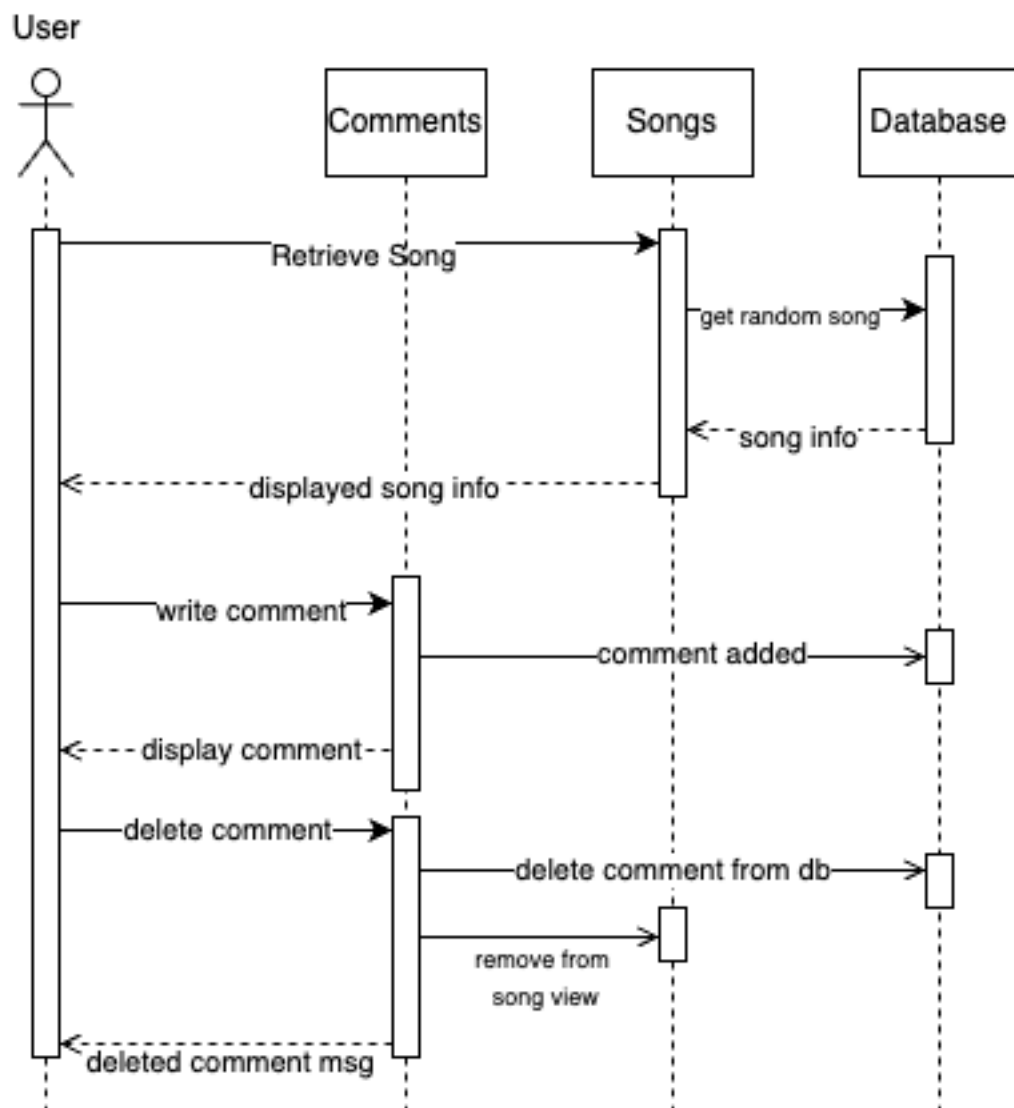 User
Comments
Songs
Database
Retrieve Song
get random song
song info
displayed song info
write comment
comment added
display comment
delete comment
delete comment from db
remove from
song view
deleted comment msg